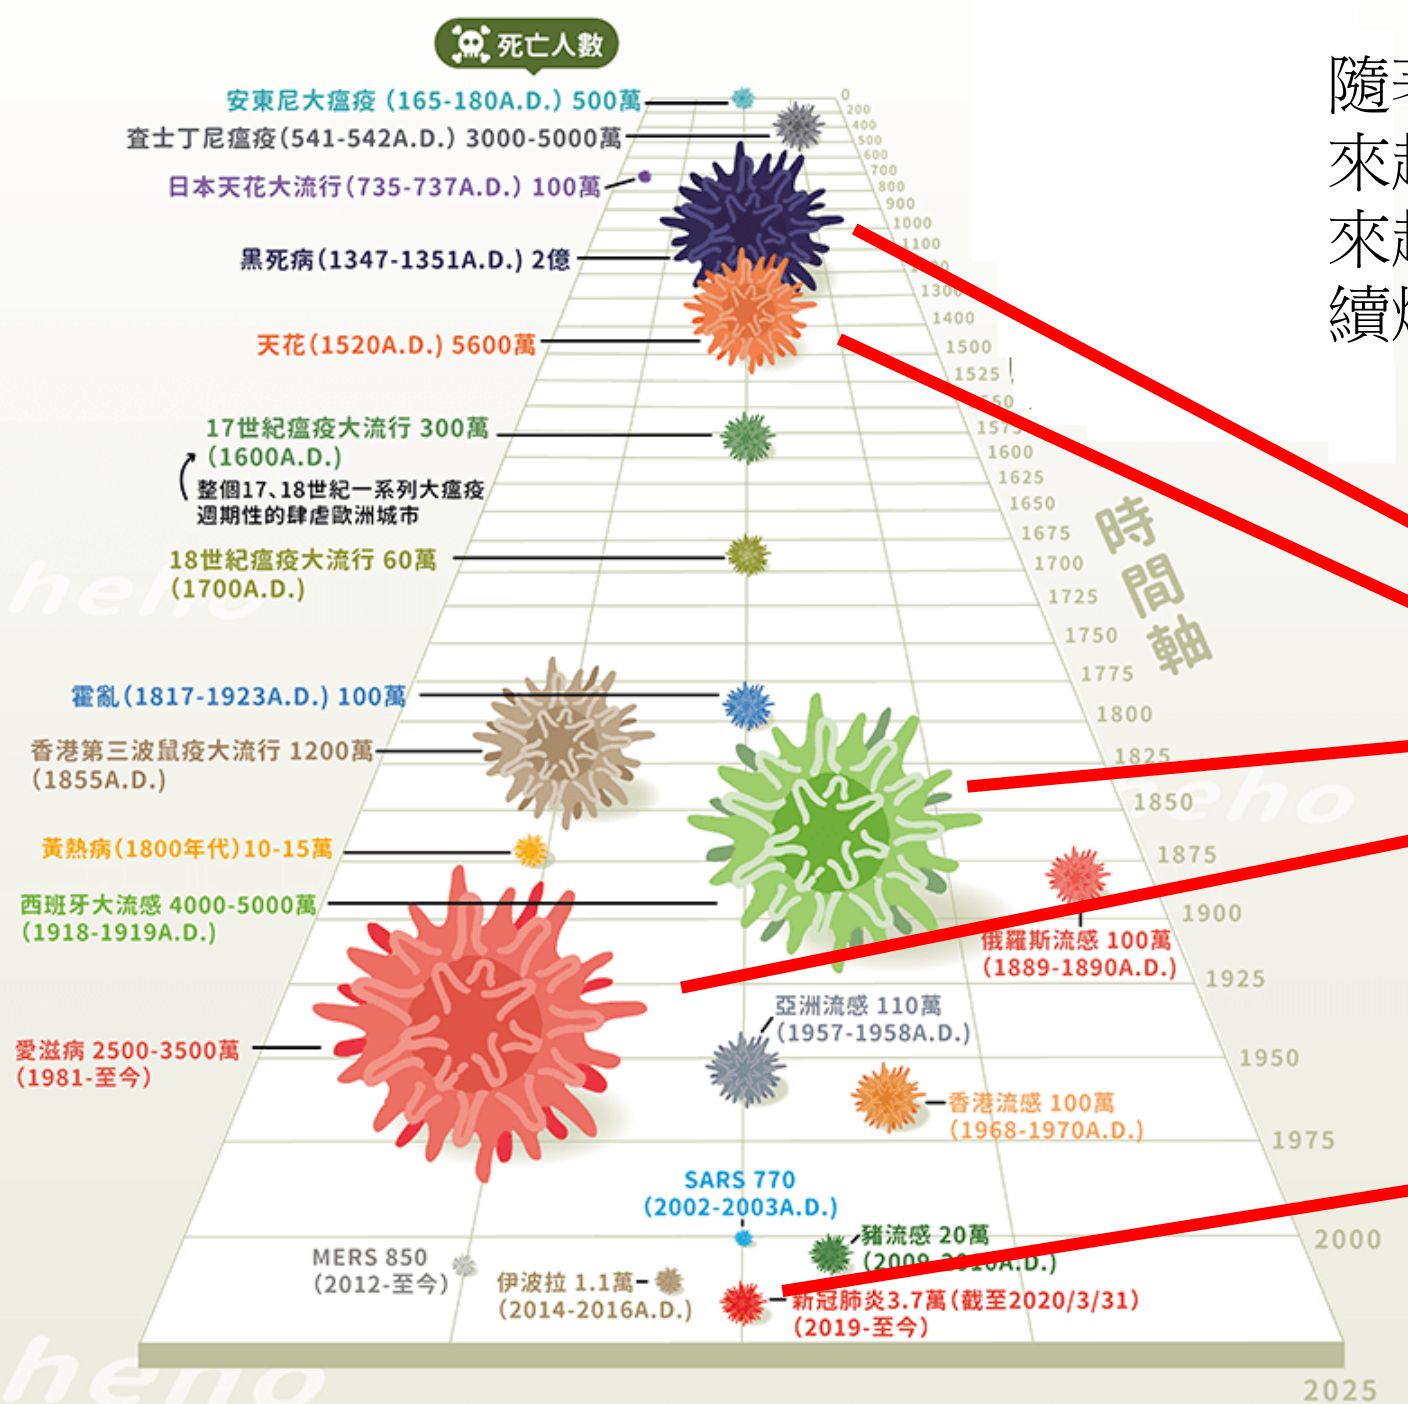 死亡人數
安東尼大瘟疫 (165-180A.D.) 500萬
查士丁尼瘟疫(541-542A.D.) 3000-5000萬
日本天花大流行(735-737A.D.) 100萬
黑死病(1347-1351A.D.) 2億
天花(1520A.D.) 5600萬
17世紀瘟疫大流行 300萬
(1600A.D.)
整個17、18世紀一系列大瘟疫
週期性的肆虐歐洲城市
18世紀瘟疫大流行 60萬
(1700A.D.)
霍亂(1817-1923A.D.) 100萬
香港第三波鼠疫大流行 1200萬
(1855A.D.)
黃熱病(1800年代)10-15萬
西班牙大流感 4000-5000萬
(1918-1919A.D.)
俄羅斯流感 100萬
(1889-1890A.D.)
愛滋病 2500-3500萬
(1981-至今)
亞洲流感 110萬
(1957-1958A.D.)
香港流感 100萬
(1968-1970A.D.)
SARS 770
(2002-2003A.D.)
豬流感 20萬
(2009-2010A.D.)
MERS 850
(2012-至今)
伊波拉 1.1萬
(2014-2016A.D.)
新冠肺炎3.7萬(截至2020/3/31)
(2019-至今)
0
200
400
500
600
700
800
900
1000
1100
1300
1400
1500
1525
1575
1600
1625
1650
1675
1700
1725
1750
1775
1800
1825
1850
1875
1900
1925
1950
1975
2000
2025
時間軸
隨
來
來
續
heho
heho
heho